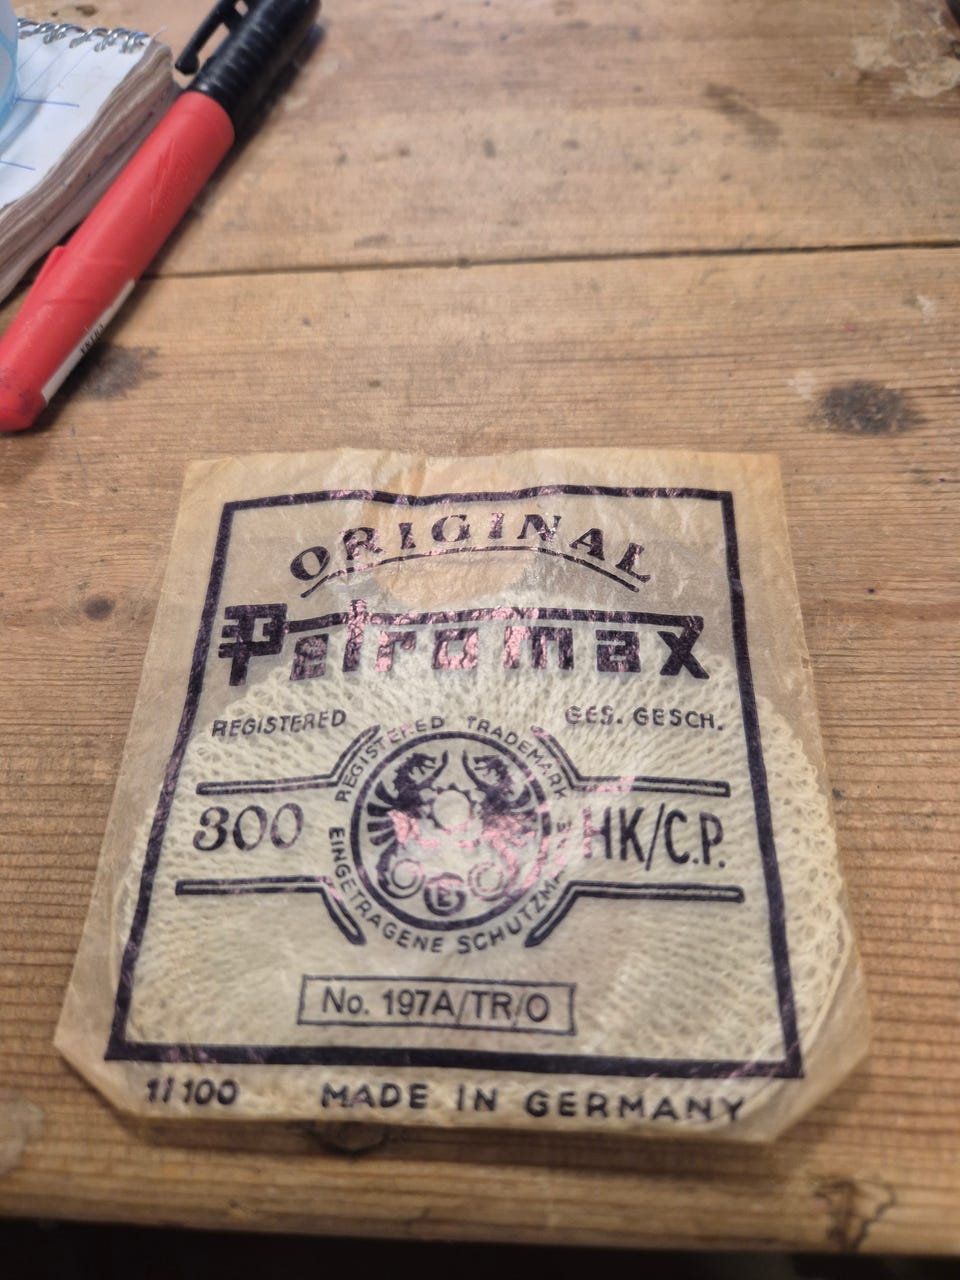 ORIGINAL
Petromax
REGISTERED GES. GESCH.
REGISTERED TRADEMARK
300 HK/C.P.
E
EINGETRAGENE SCHUTZMARKE
No. 197A/TR/0
1/100 MADE IN GERMANY